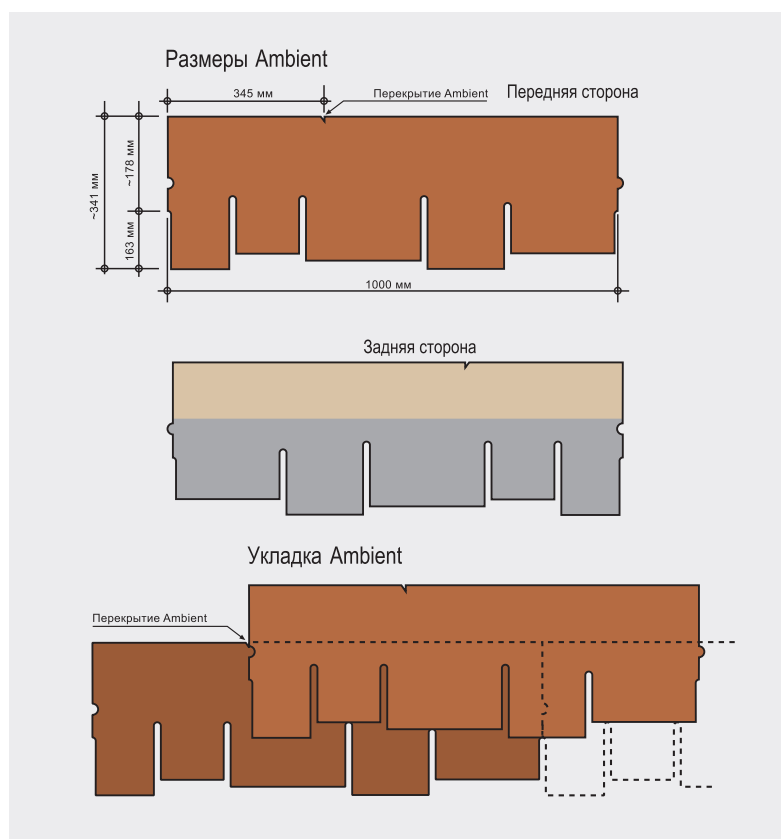 Размеры Ambient
345 мм
Перекрытие Ambient
Передняя сторона
~178 мм
~341 мм
163 мм
1000 мм
Задняя сторона
Укладка Ambient
Перекрытие Ambient